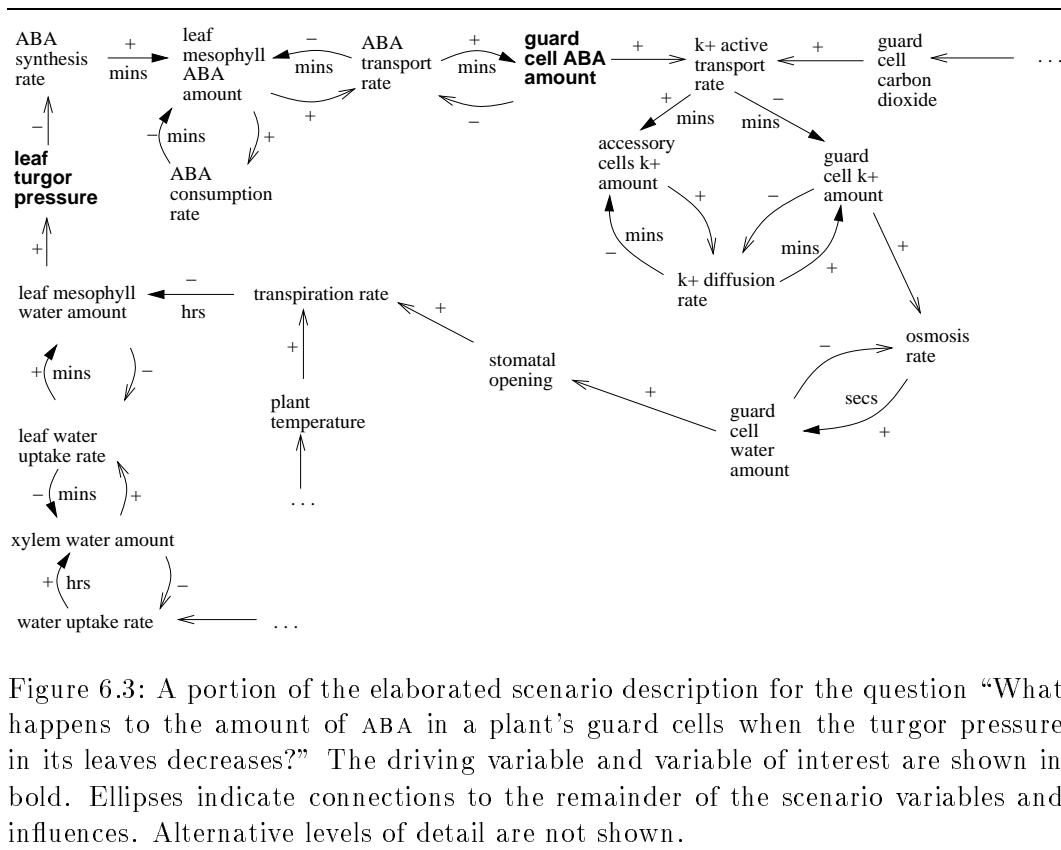 ABA
synthesis
rate
+
mins
leaf
mesophyll
ABA
amount
−
mins
+
ABA
transport
rate
+
mins
−
guard
cell ABA
amount
+
k+ active
transport
rate
+
guard
cell
carbon
dioxide
. . .
−
− mins
+
ABA
consumption
rate
leaf
turgor
pressure
+
mins
−
mins
accessory
cells k+
amount
guard
cell k+
amount
+
−
mins
−
mins
+
k+ diffusion
rate
+
+
leaf mesophyll
water amount
−
hrs
transpiration rate
+
stomatal
opening
osmosis
rate
−
secs
+
+
guard
cell
water
amount
+ mins
−
+
plant
temperature
. . .
leaf water
uptake rate
− mins
+
xylem water amount
+ hrs
−
water uptake rate
. . .
Figure 6.3: A portion of the elaborated scenario description for the question “What
happens to the amount of ABA in a plant’s guard cells when the turgor pressure
in its leaves decreases?” The driving variable and variable of interest are shown in
bold. Ellipses indicate connections to the remainder of the scenario variables and
influences. Alternative levels of detail are not shown.